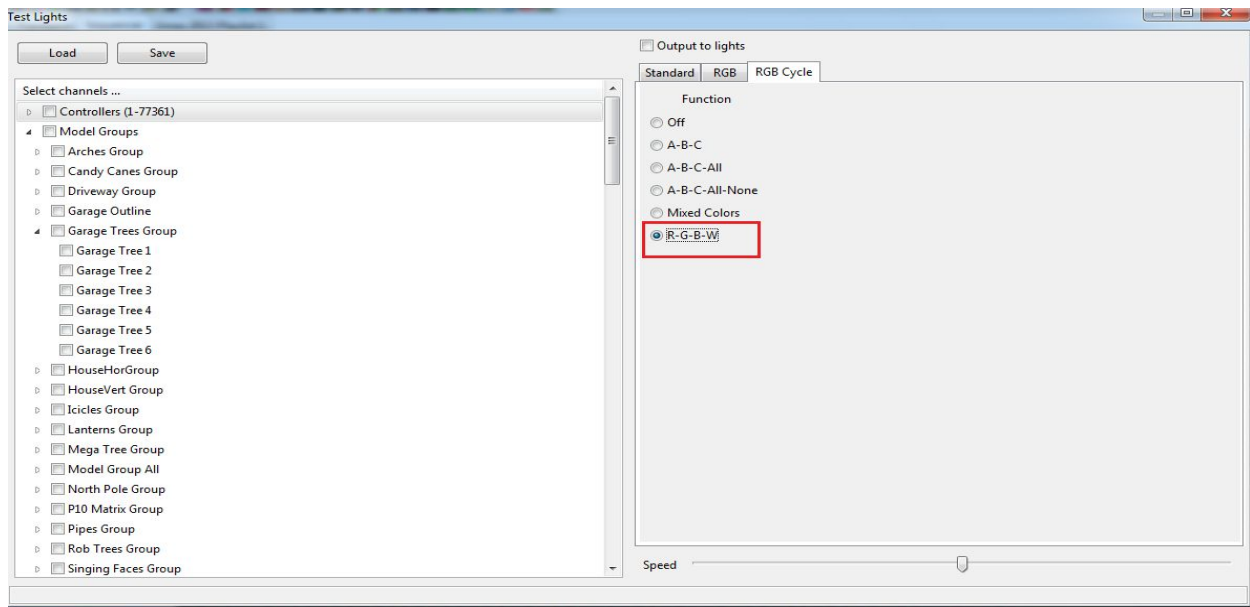 Test Lights
Load
Save
Select channels ...
Controllers (1-77361)
Model Groups
Arches Group
Candy Canes Group
Driveway Group
Garage Outline
Garage Trees Group
Garage Tree 1
Garage Tree 2
Garage Tree 3
Garage Tree 4
Garage Tree 5
Garage Tree 6
HouseHorGroup
HouseVert Group
Icicles Group
Lanterns Group
Mega Tree Group
Model Group All
North Pole Group
P10 Matrix Group
Pipes Group
Rob Trees Group
Singing Faces Group
Output to lights
Standard
RGB
RGB Cycle
Function
Off
A-B-C
A-B-C-All
A-B-C-All-None
Mixed Colors
R-G-B-W
Speed